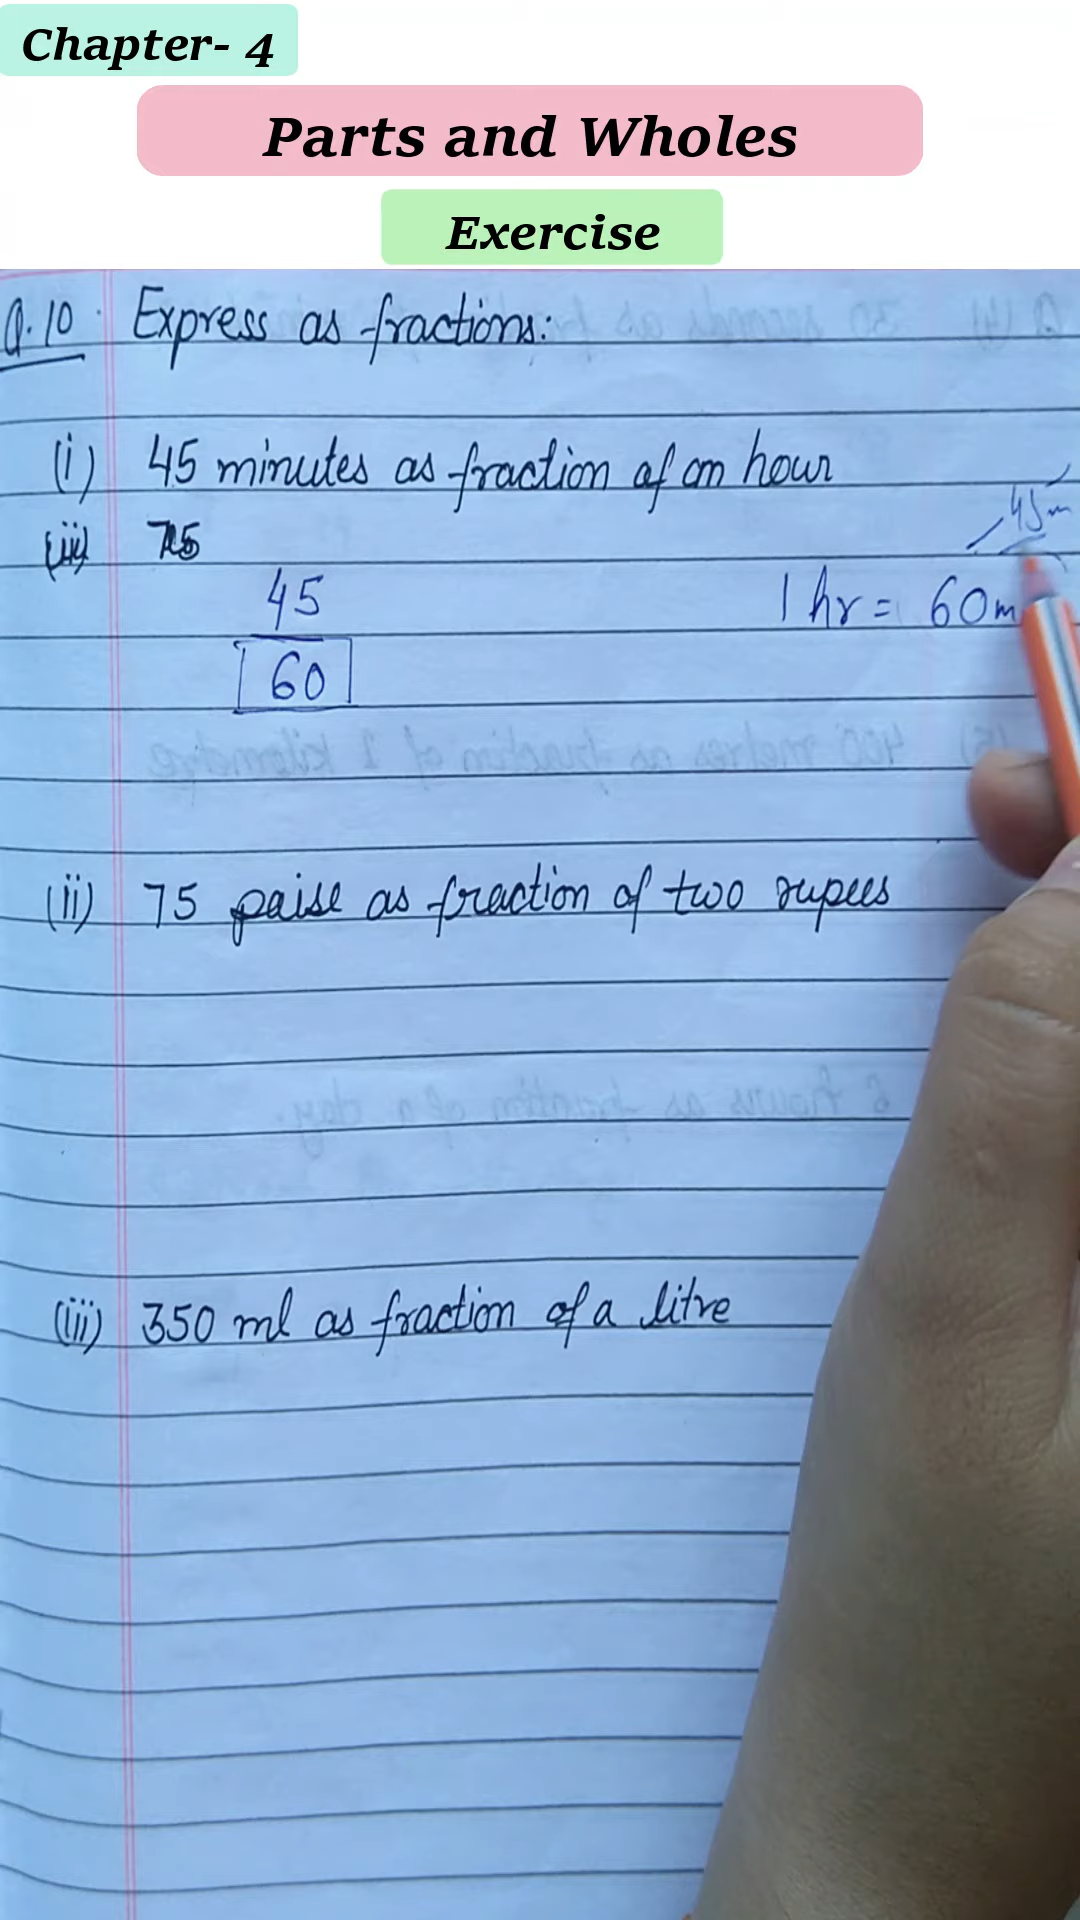 Chapter- 4
Parts and Wholes
Exercise
Q.10 Express as fractions:
(i) 45 minutes as fraction of an hour
45m
45
1 hr = 60m
60
(ii) 75 paise as fraction of two rupees
(iii) 350 ml as fraction of a litre